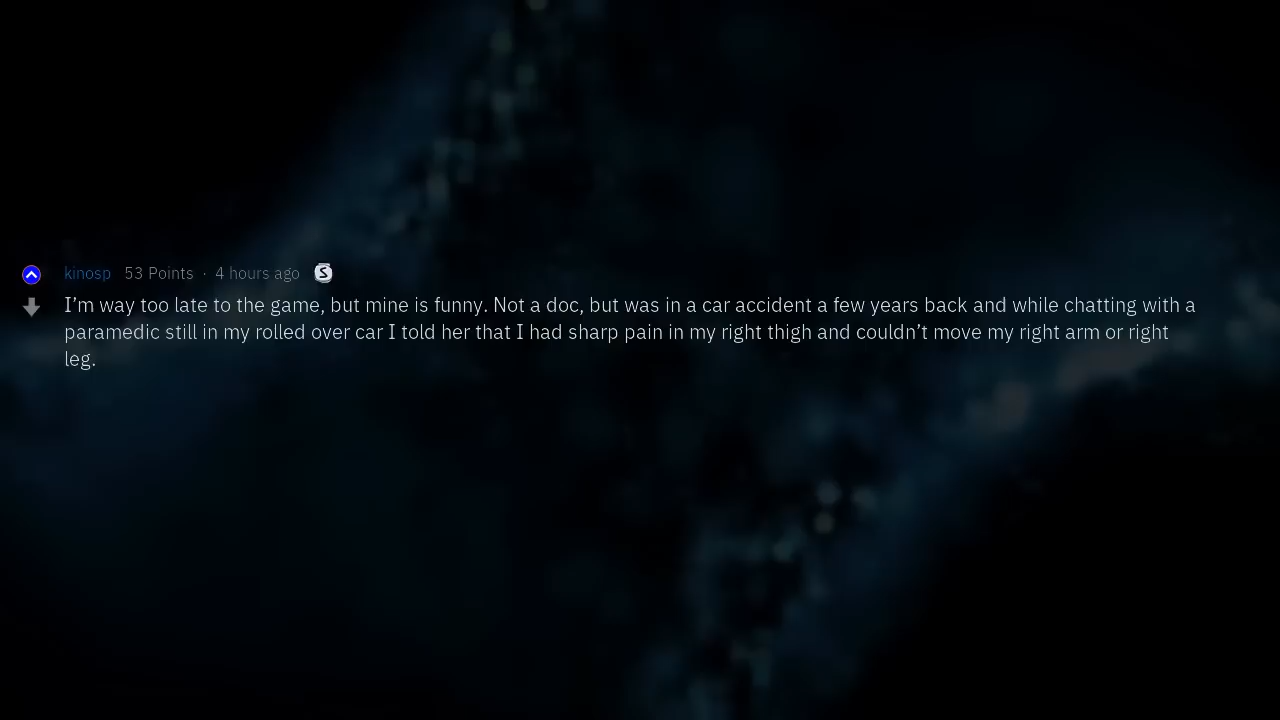 kinosp 53 Points · 4 hours ago S
I’m way too late to the game, but mine is funny. Not a doc, but was in a car accident a few years back and while chatting with a
paramedic still in my rolled over car I told her that I had sharp pain in my right thigh and couldn’t move my right arm or right
leg.